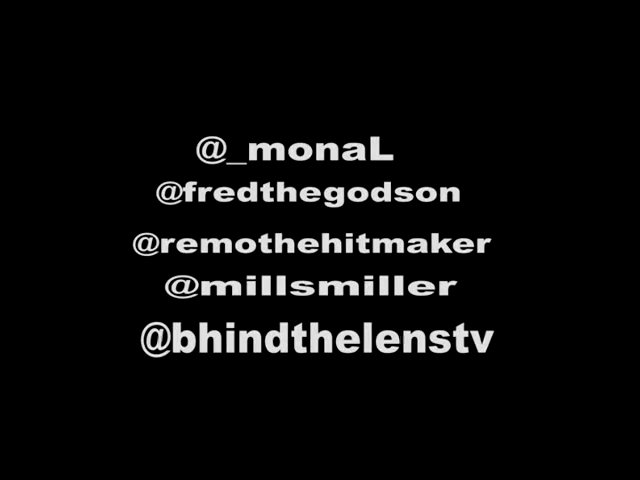 @_monaL
@fredthegodson
@remothehitmaker
@millsmiller
@bhindthelenstv